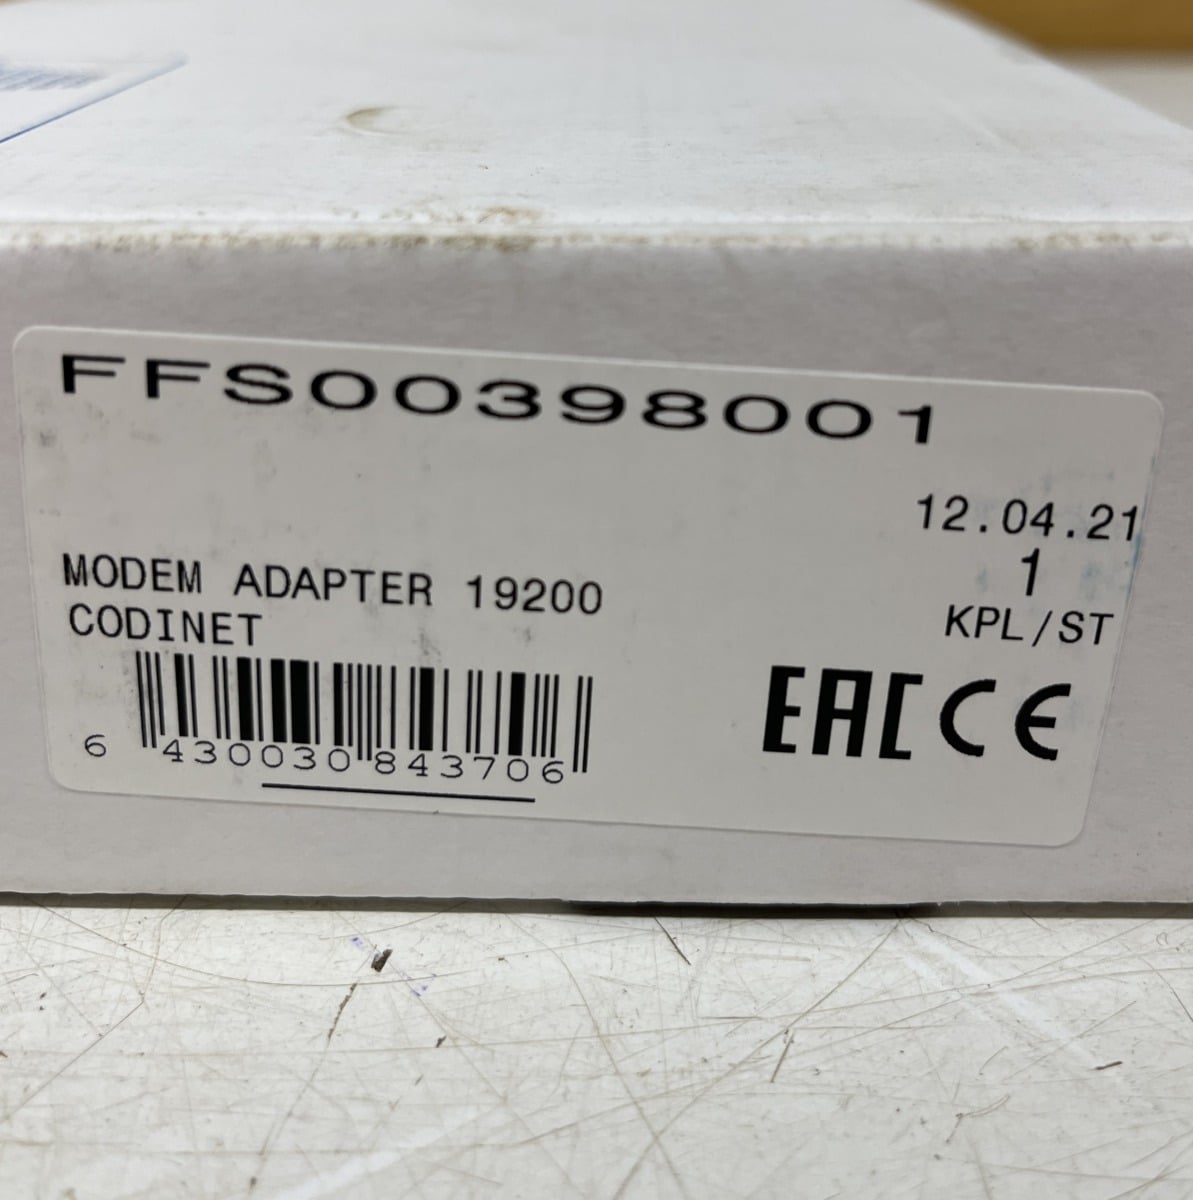 FFS00398001
12.04.21
1
KPL/ST
MODEM ADAPTER 19200
CODINET
6 430030 843706
EAC CE